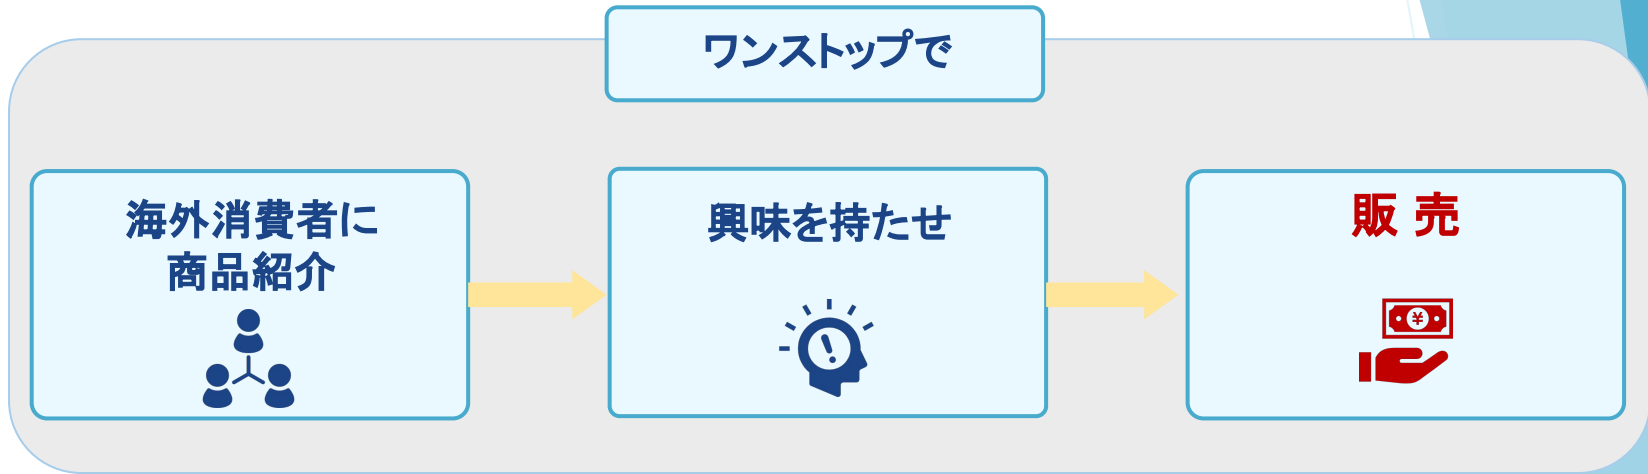 ワンストップで
海外消費者に
商品紹介
興味を持たせ
販 売
¥